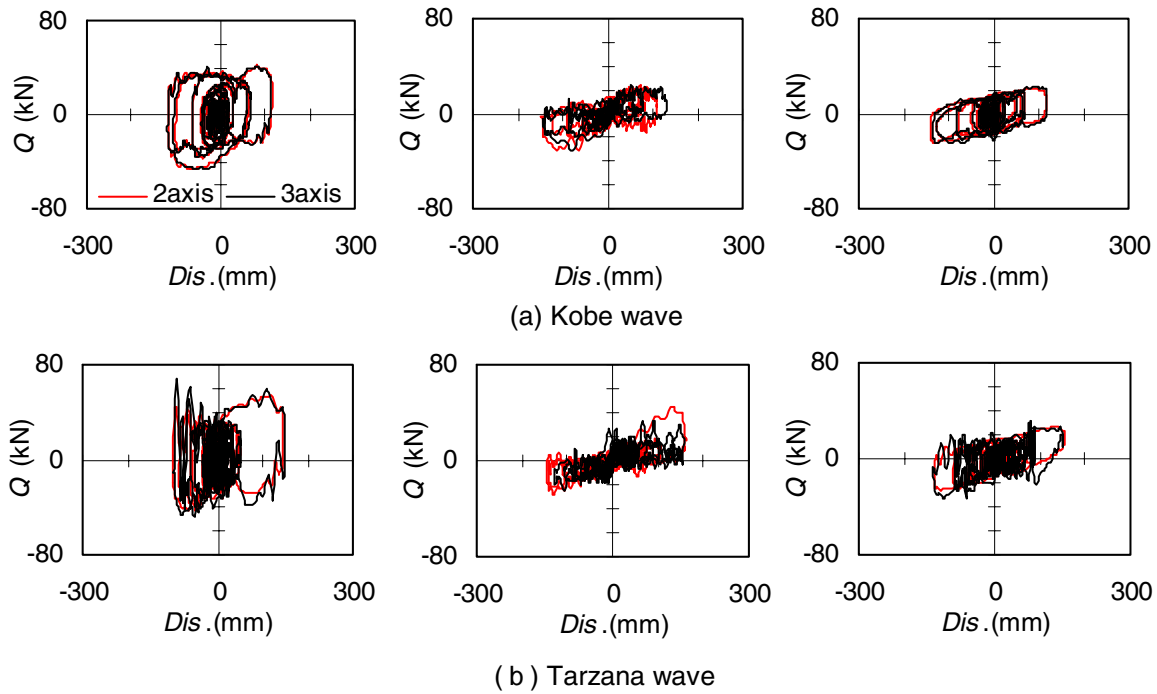 80 80 80
Q (kN) Q (kN) Q (kN)
0 0 0
2axis 3axis
-80 -80 -80
-300 0 300 -300 0 300 -300 0 300
Dis.(mm) Dis.(mm) Dis.(mm)
(a) Kobe wave
80 80 80
Q (kN) Q (kN) Q (kN)
0 0 0
-80 -80 -80
-300 0 300 -300 0 300 -300 0 300
Dis.(mm) Dis.(mm) Dis.(mm)
( b ) Tarzana wave